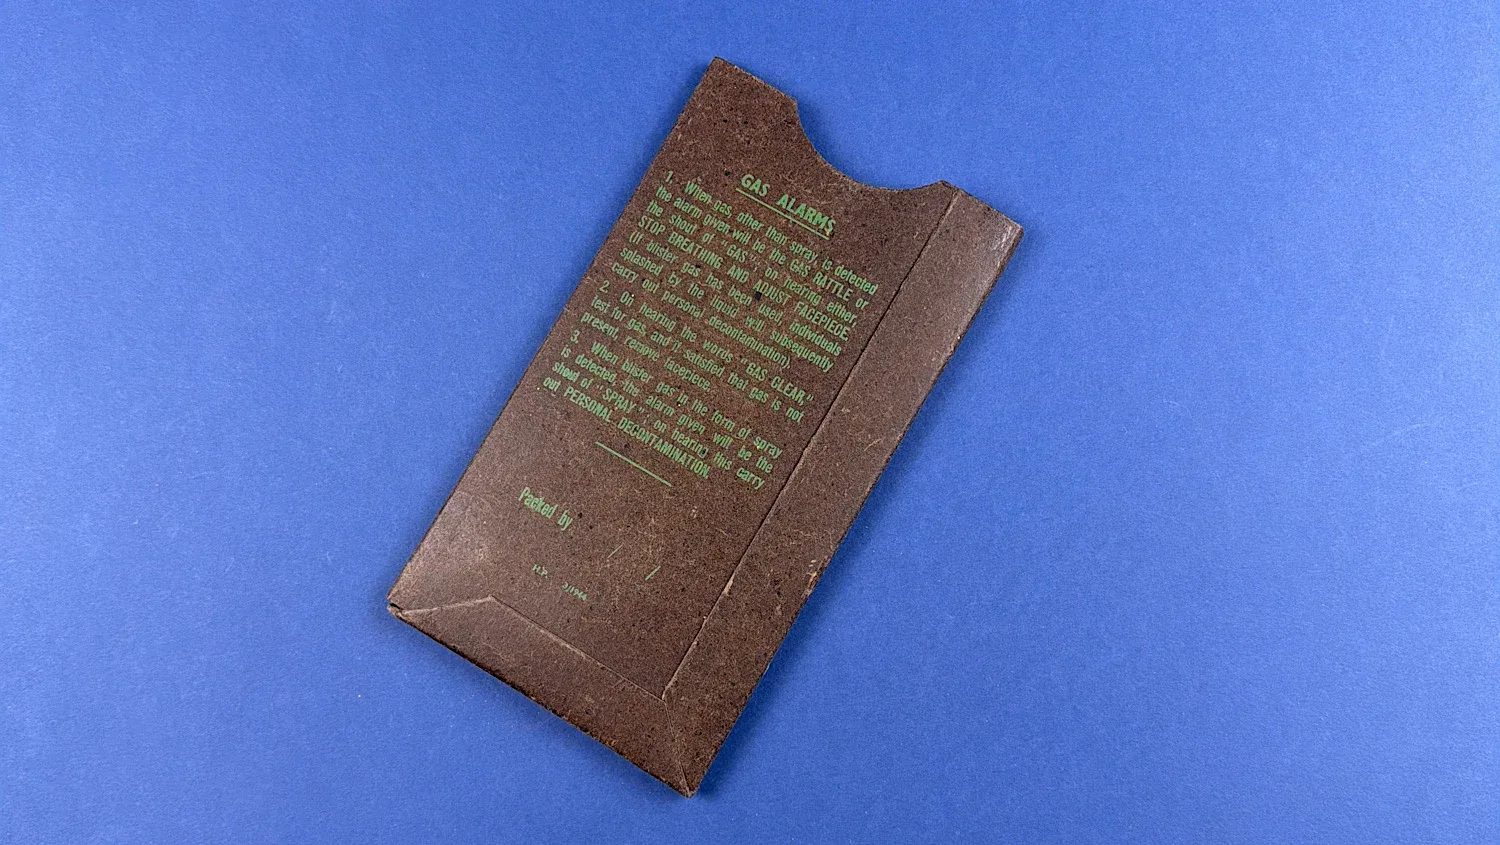 GAS ALARMS
1. When gas, other than spray, is detected
the alarm given will be the GAS RATTLE or
the shout of "GAS"; on hearing either,
STOP BREATHING AND ADJUST FACEPIECE
(if blister gas has been used, individuals
splashed by the liquid will subsequently
carry out personal decontamination).
2. On hearing the words "GAS CLEAR,"
test for gas, and if satisfied that gas is not
present, remove facepiece.
3. When blister gas in the form of spray
is detected, the alarm given will be the
shout of "SPRAY"; on hearing this carry
out PERSONAL DECONTAMINATION.
Packed by
/ /
H.P. 3/1944